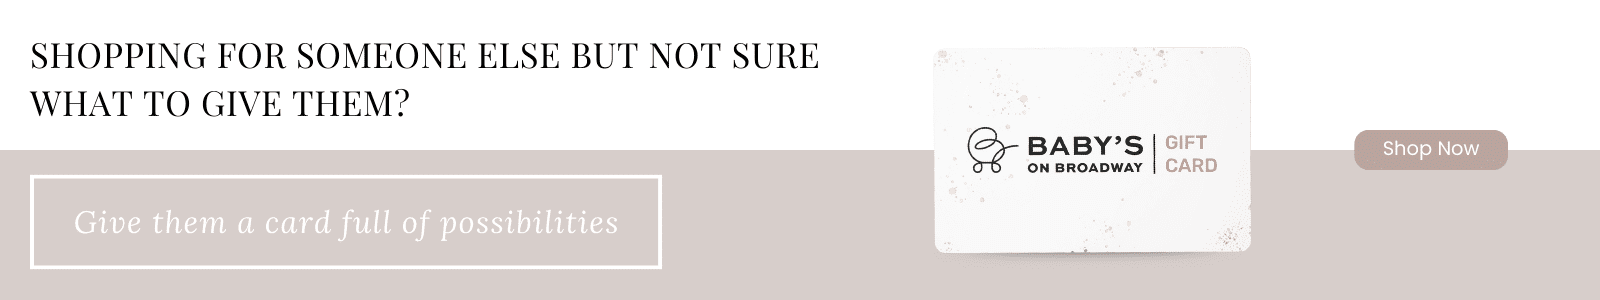 SHOPPING FOR SOMEONE ELSE BUT NOT SURE
WHAT TO GIVE THEM?
Give them a card full of possibilities
BABY'S
ON BROADWAY
GIFT
CARD
Shop Now